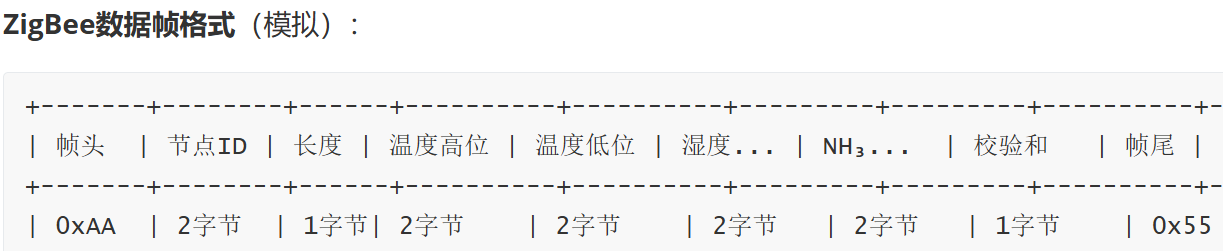 ZigBee数据帧格式（模拟）：
+-------+--------+------+----------+----------+---------+---------+----------+-
| 帧头 | 节点ID | 长度 | 温度高位 | 温度低位 | 湿度... | NH₃... | 校验和 | 帧尾 |
+-------+--------+------+----------+----------+---------+---------+----------+-
| 0xAA | 2字节 | 1字节| 2字节 | 2字节 | 2字节 | 2字节 | 1字节 | 0x55